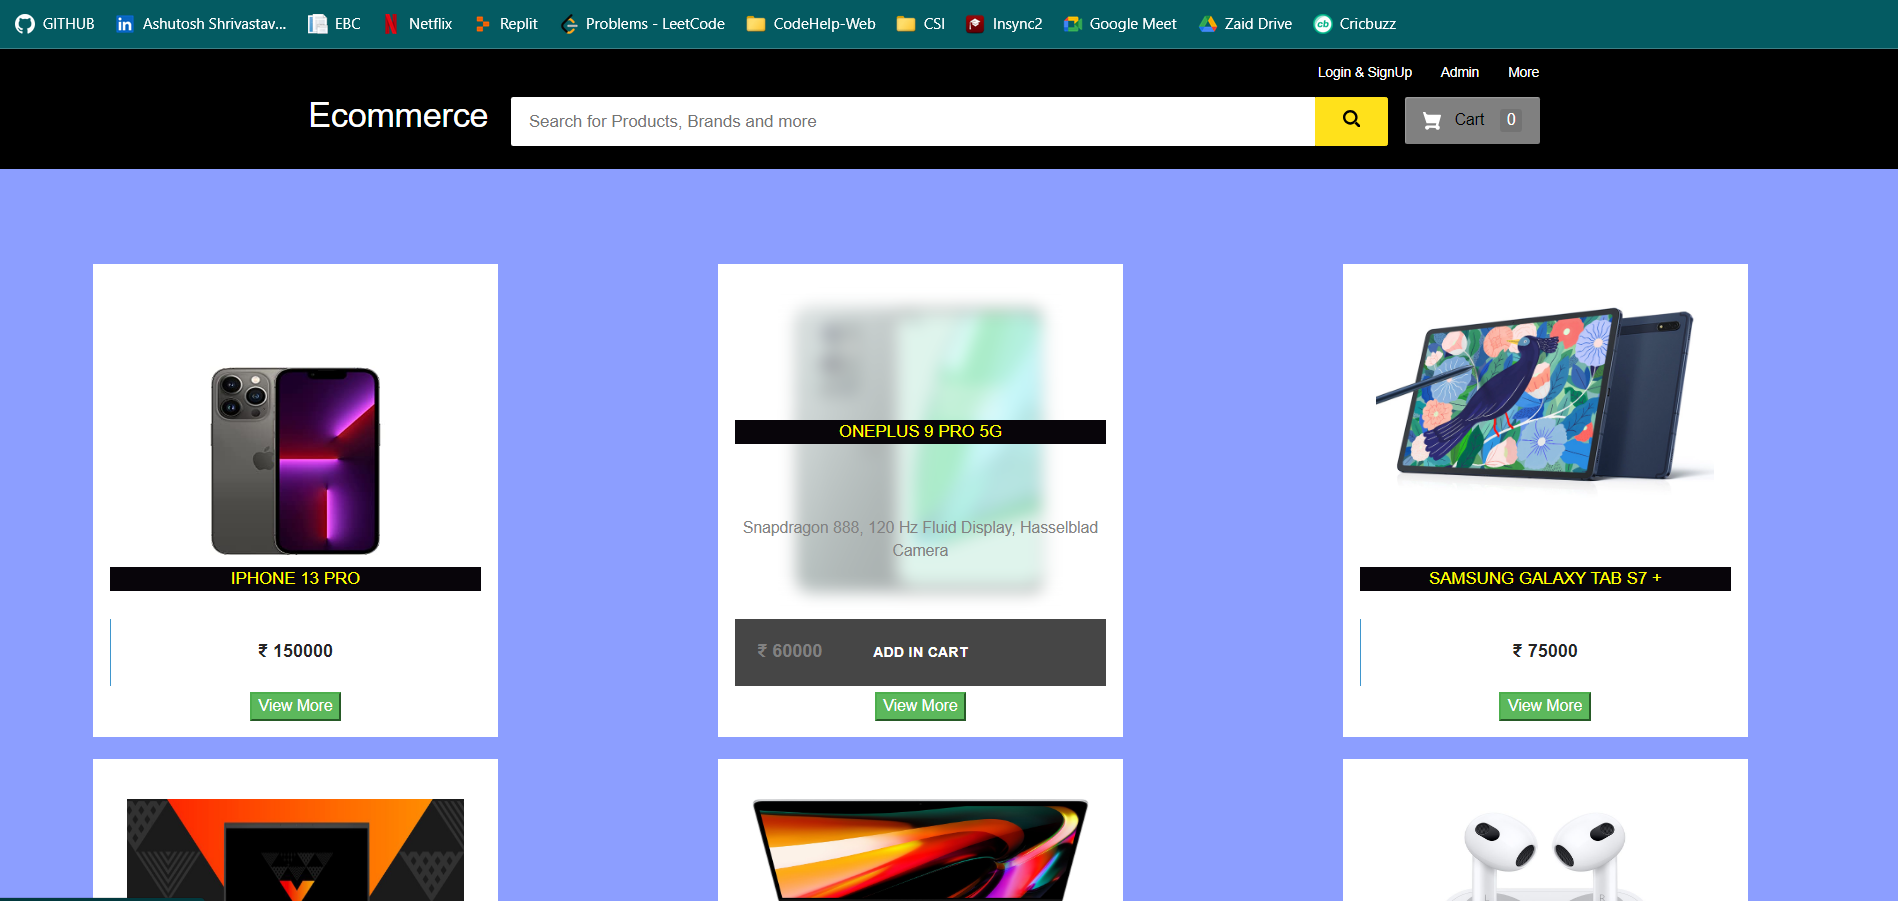 GITHUB Ashutosh Shrivastav... EBC Netflix Replit Problems - LeetCode CodeHelp-Web CSI Insync2 Google Meet Zaid Drive Cricbuzz
Login & SignUp Admin More
Ecommerce Search for Products, Brands and more Cart 0
ONEPLUS 9 PRO 5G
Snapdragon 888, 120 Hz Fluid Display, Hasselblad
Camera
IPHONE 13 PRO SAMSUNG GALAXY TAB S7 +
₹ 150000 ₹ 60000 ADD IN CART ₹ 75000
View More View More View More